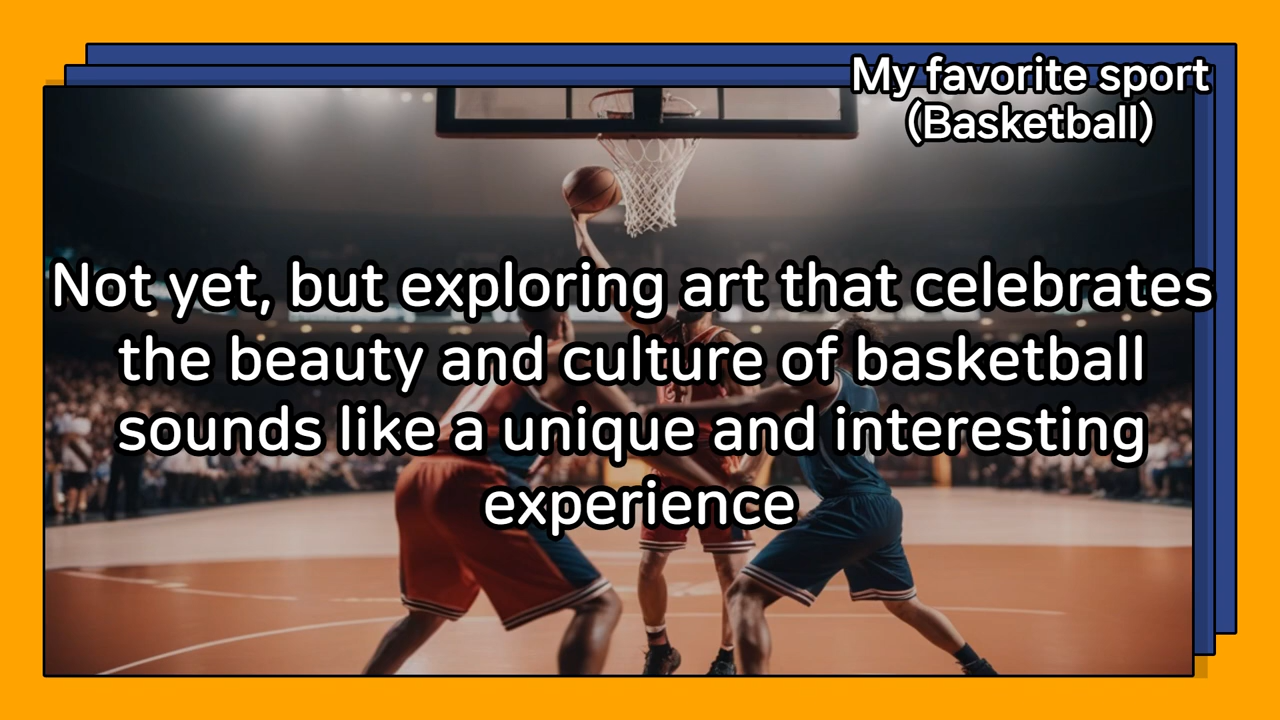 My favorite sport
(Basketball)
Not yet, but exploring art that celebrates
the beauty and culture of basketball
sounds like a unique and interesting
experience